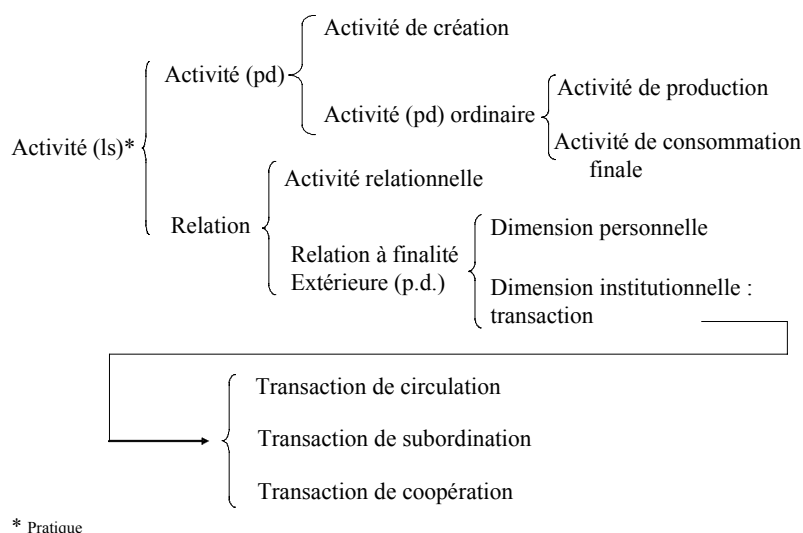 Activité de création
Activité (pd)
Activité de production
Activité (pd) ordinaire
Activité (ls)*
Activité de consommation
finale
Activité relationnelle
Relation
Dimension personnelle
Relation à finalité
Extérieure (p.d.)
Dimension institutionnelle :
transaction
Transaction de circulation
Transaction de subordination
Transaction de coopération
* Pratique